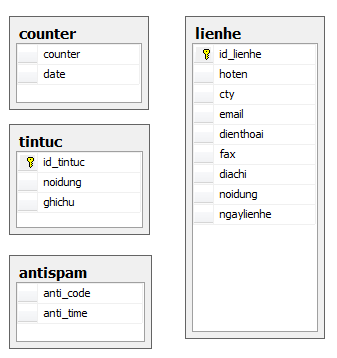 counter
counter
date
tintuc
id_tintuc
noidung
ghichu
antispam
anti_code
anti_time
lienhe
id_lienhe
hoten
cty
email
dienthoai
fax
diachi
noidung
ngaylienhe